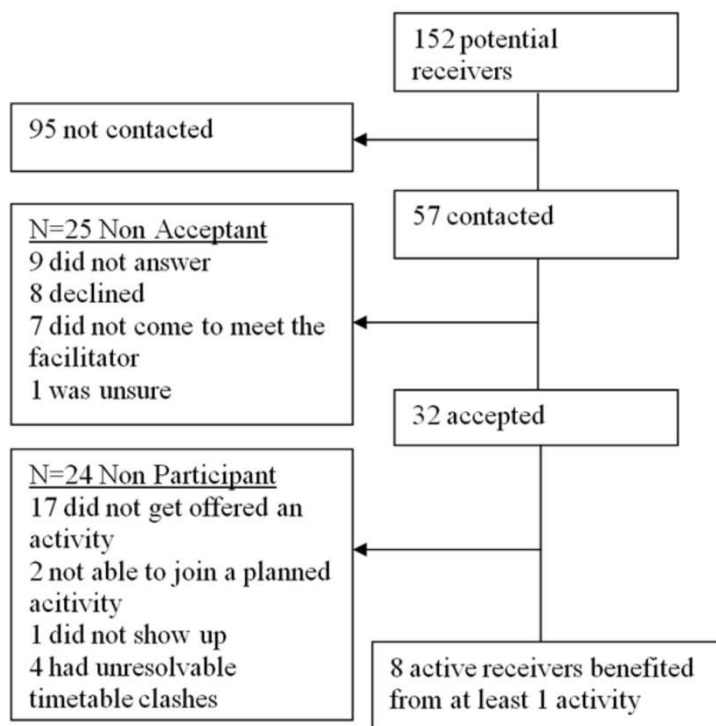 152 potential
receivers
95 not contacted
57 contacted
N=25 Non Acceptant
9 did not answer
8 declined
7 did not come to meet the
facilitator
1 was unsure
32 accepted
N=24 Non Participant
17 did not get offered an
activity
2 not able to join a planned
acitivity
1 did not show up
4 had unresolvable
timetable clashes
8 active receivers benefited
from at least 1 activity